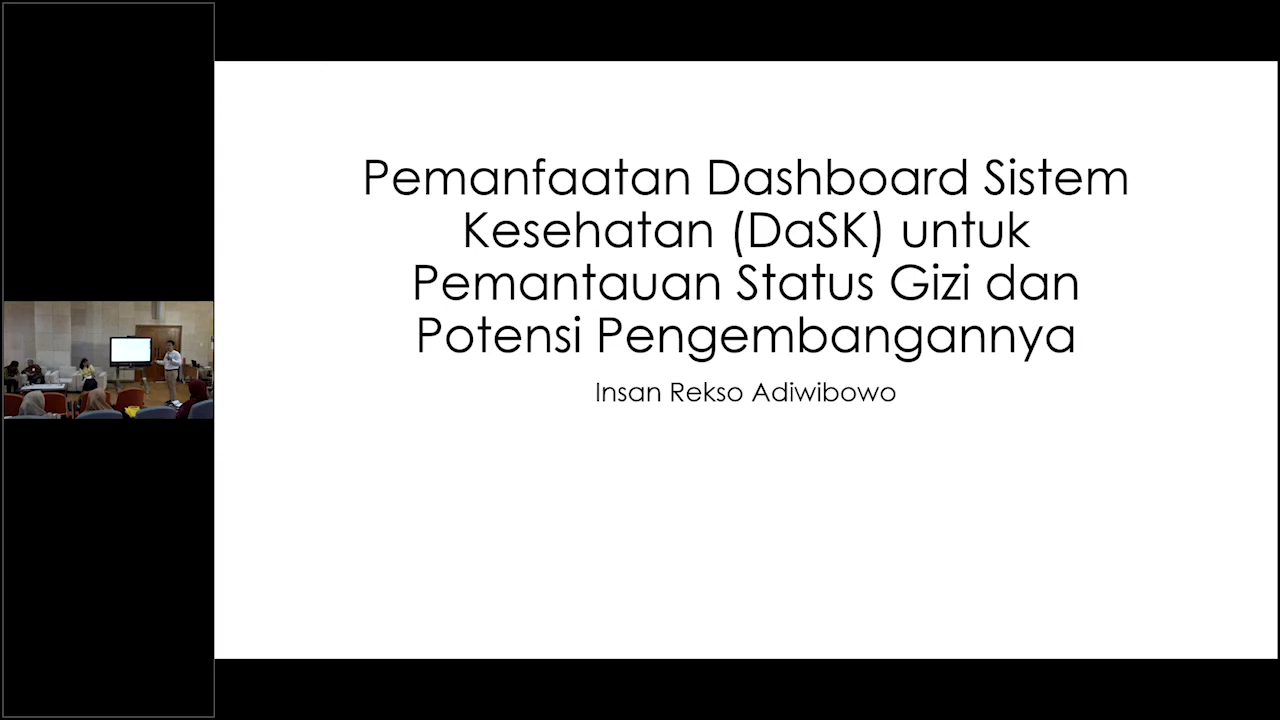 Pemanfaatan Dashboard Sistem
Kesehatan (DaSK) untuk
Pemantauan Status Gizi dan
Potensi Pengembangannya
Insan Rekso Adiwibowo